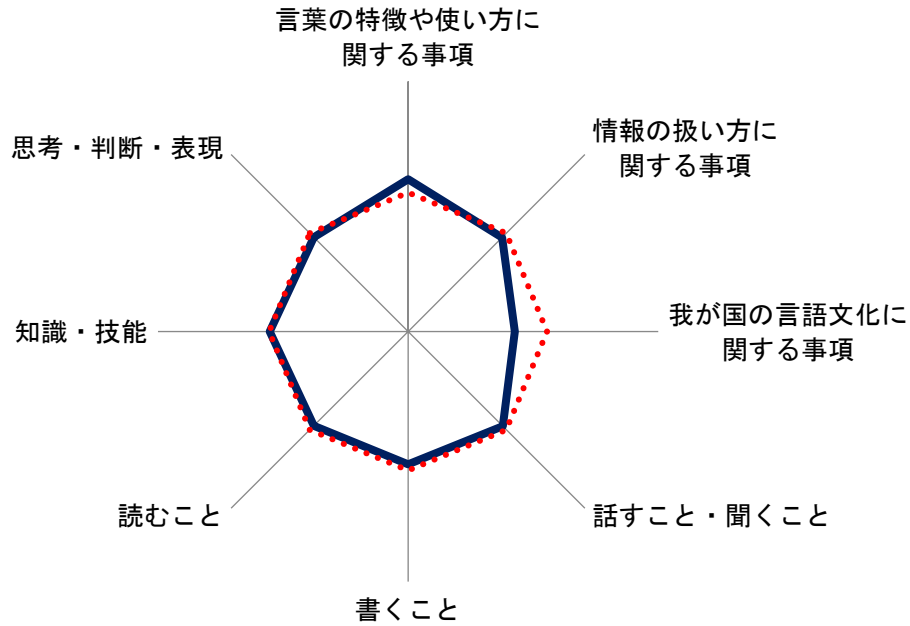 言葉の特徴や使い方に
関する事項
情報の扱い方に
関する事項
我が国の言語文化に
関する事項
話すこと・聞くこと
書くこと
読むこと
知識・技能
思考・判断・表現